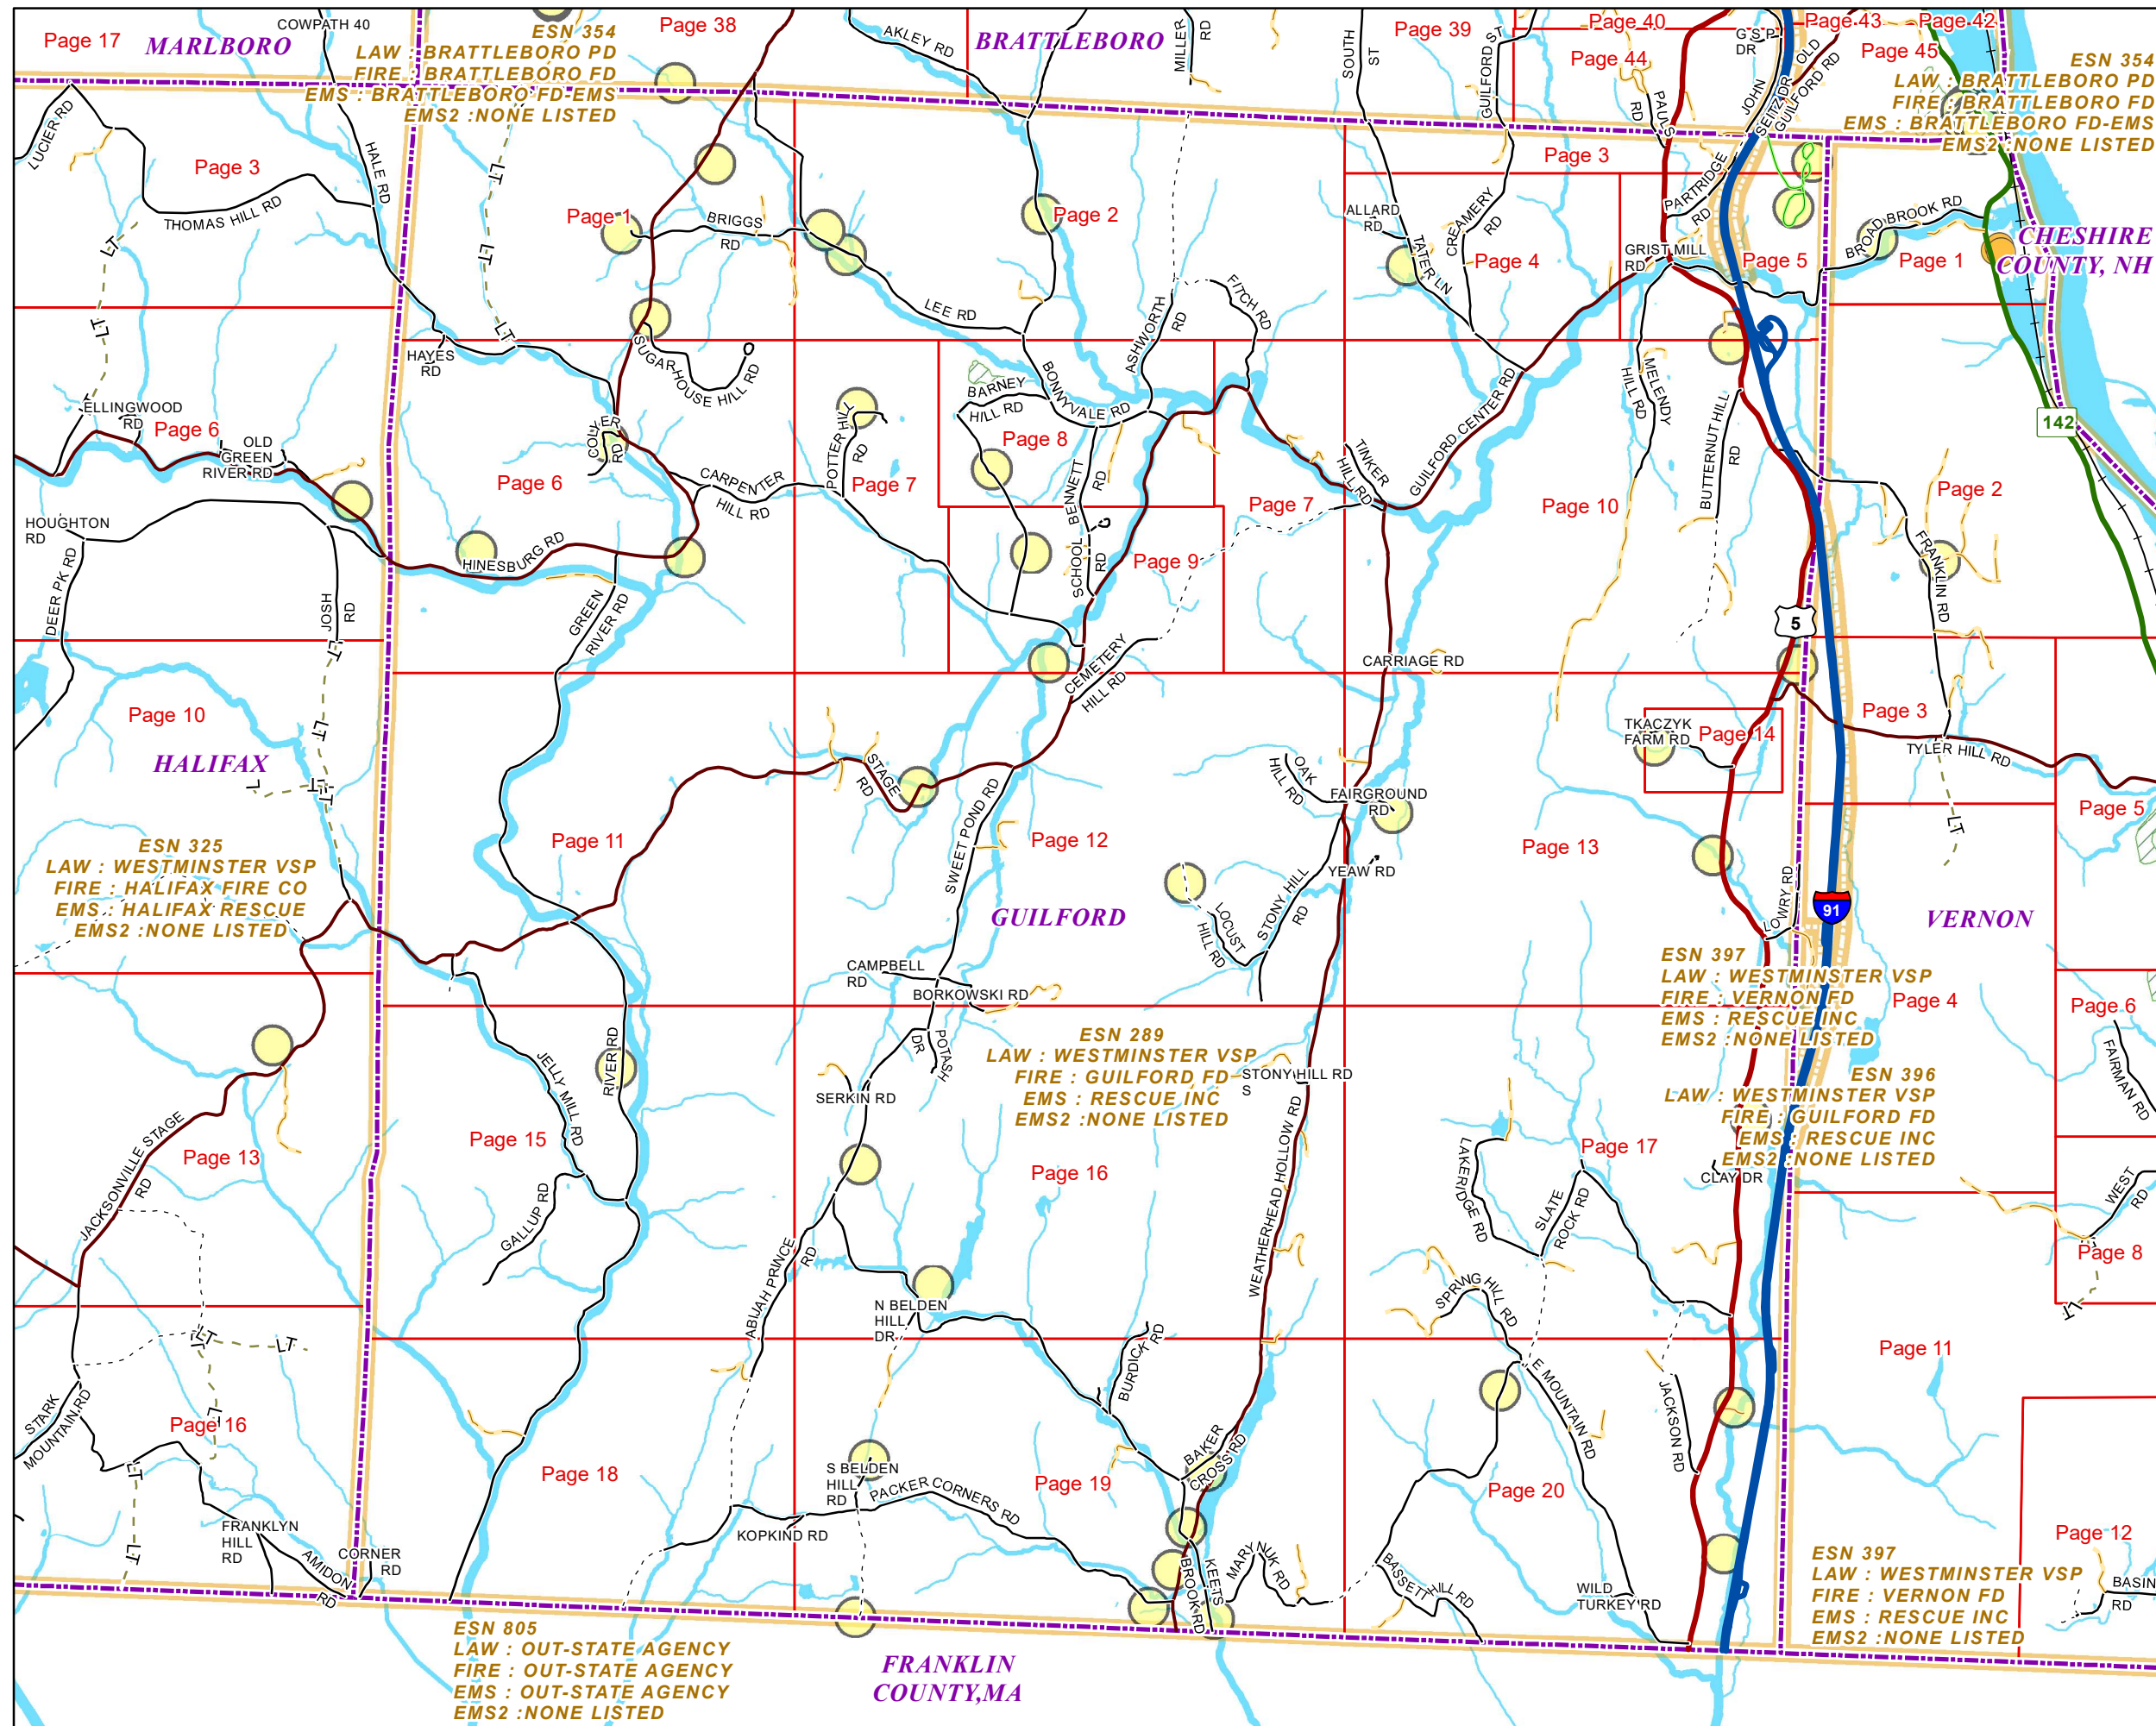 COWPATH 40
Page 17
MARLBORO
ESN 354
LAW : BRATTLEBORO PD
FIRE : BRATTLEBORO FD
EMS : BRATTLEBORO FD-EMS
EMS2 :NONE LISTED
Page 38
AKLEY RD
BRATTLEBORO
MILLER
RD
SOUTH
ST
Page 39
GUILFORD ST
Page 40
Page 44
PAULS
RD
G S P
DR
JOHN
SEITZ DR
OLD
GUILFORD RD
Page 43
Page 42
Page 45
ESN 354
LAW : BRATTLEBORO PD
FIRE : BRATTLEBORO FD
EMS : BRATTLEBORO FD-EMS
EMS2 :NONE LISTED
LUCIER RD
Page 3
THOMAS HILL RD
HALE RD
LT
LT
LT
LT
LT
Page 1
BRIGGS
RD
Page 2
LEE RD
ASHWORTH
RD
FITCH RD
ALLARD
RD
TATER LN
CREAMERY
RD
Page 3
Page 4
PARTRIDGE
RD
GRIST MILL
RD
Page 5
BROAD BROOK RD
Page 1
CHESHIRE
COUNTY, NH
142
HAYES
RD
SUGAR
HOUSE HILL RD
ELLINGWOOD
RD
Page 6
OLD
GREEN
RIVER RD
COLYER
RD
Page 6
CARPENTER
HILL RD
POTTER HILL
RD
Page 7
BARNEY
HILL RD
BONNYVALE RD
Page 8
BENNETT
RD
SCHOOL
RD
Page 9
Page 7
TINKER
HILL RD
GUILFORD CENTER RD
MELENDY
HILL RD
BUTTERNUT HILL
RD
Page 10
Page 2
FRANKLIN RD
HOUGHTON
RD
DEER PK RD
JOSH
RD
HINESBURG RD
GREEN
RIVER RD
5
LT
LT
CEMETERY
HILL RD
CARRIAGE RD
Page 10
HALIFAX
L
LT
LT
STAGE
RD
SWEET POND RD
OAK
HILL RD
FAIRGROUND
RD
TKACZYK
FARM RD
Page 14
Page 3
TYLER HILL RD
LT
Page 5
ESN 325
LAW : WESTMINSTER VSP
FIRE : HALIFAX FIRE CO
EMS : HALIFAX RESCUE
EMS2 :NONE LISTED
Page 11
Page 12
Page 13
YEAW RD
LOCUST
HILL RD
STONY HILL
RD
GUILFORD
LOWRY RD
91
VERNON
CAMPBELL
RD
BORKOWSKI RD
ESN 397
LAW : WESTMINSTER VSP
FIRE : VERNON FD
EMS : RESCUE INC
EMS2 :NONE LISTED
Page 4
Page 6
FAIRMAN RD
POTASH
DR
JELLY MILL RD
RIVER RD
SERKIN RD
ESN 289
LAW : WESTMINSTER VSP
FIRE : GUILFORD FD
EMS : RESCUE INC
EMS2 :NONE LISTED
STONY HILL RD
S
ESN 396
LAW : WESTMINSTER VSP
FIRE : GUILFORD FD
EMS : RESCUE INC
EMS2 :NONE LISTED
CLAY DR
JACKSONVILLE STAGE
RD
Page 13
Page 15
GALLUP RD
Page 16
WEATHERHEAD HOLLOW RD
LAKERIDGE RD
Page 17
SLATE
ROCK RD
WEST
RD
Page 8
LT
ABIJAH PRINCE
RD
N BELDEN
HILL
DR
SPRING HILL RD
LT
LT
LT
STARK
MOUNTAIN RD
Page 16
BURDICK RD
E MOUNTAIN RD
JACKSON RD
Page 11
LT
LT
Page 18
S BELDEN
HILL
RD
PACKER CORNERS RD
Page 19
BAKER
CROSS RD
Page 20
KOPKIND RD
FRANKLYN
HILL
RD
AMIDON
RD
CORNER
RD
BROOK RD
KEETS
MARY NUK RD
BASSETT HILL RD
WILD
TURKEY RD
ESN 397
LAW : WESTMINSTER VSP
FIRE : VERNON FD
EMS : RESCUE INC
EMS2 :NONE LISTED
Page 12
BASIN
RD
ESN 805
LAW : OUT-STATE AGENCY
FIRE : OUT-STATE AGENCY
EMS : OUT-STATE AGENCY
EMS2 :NONE LISTED
FRANKLIN
COUNTY,MA